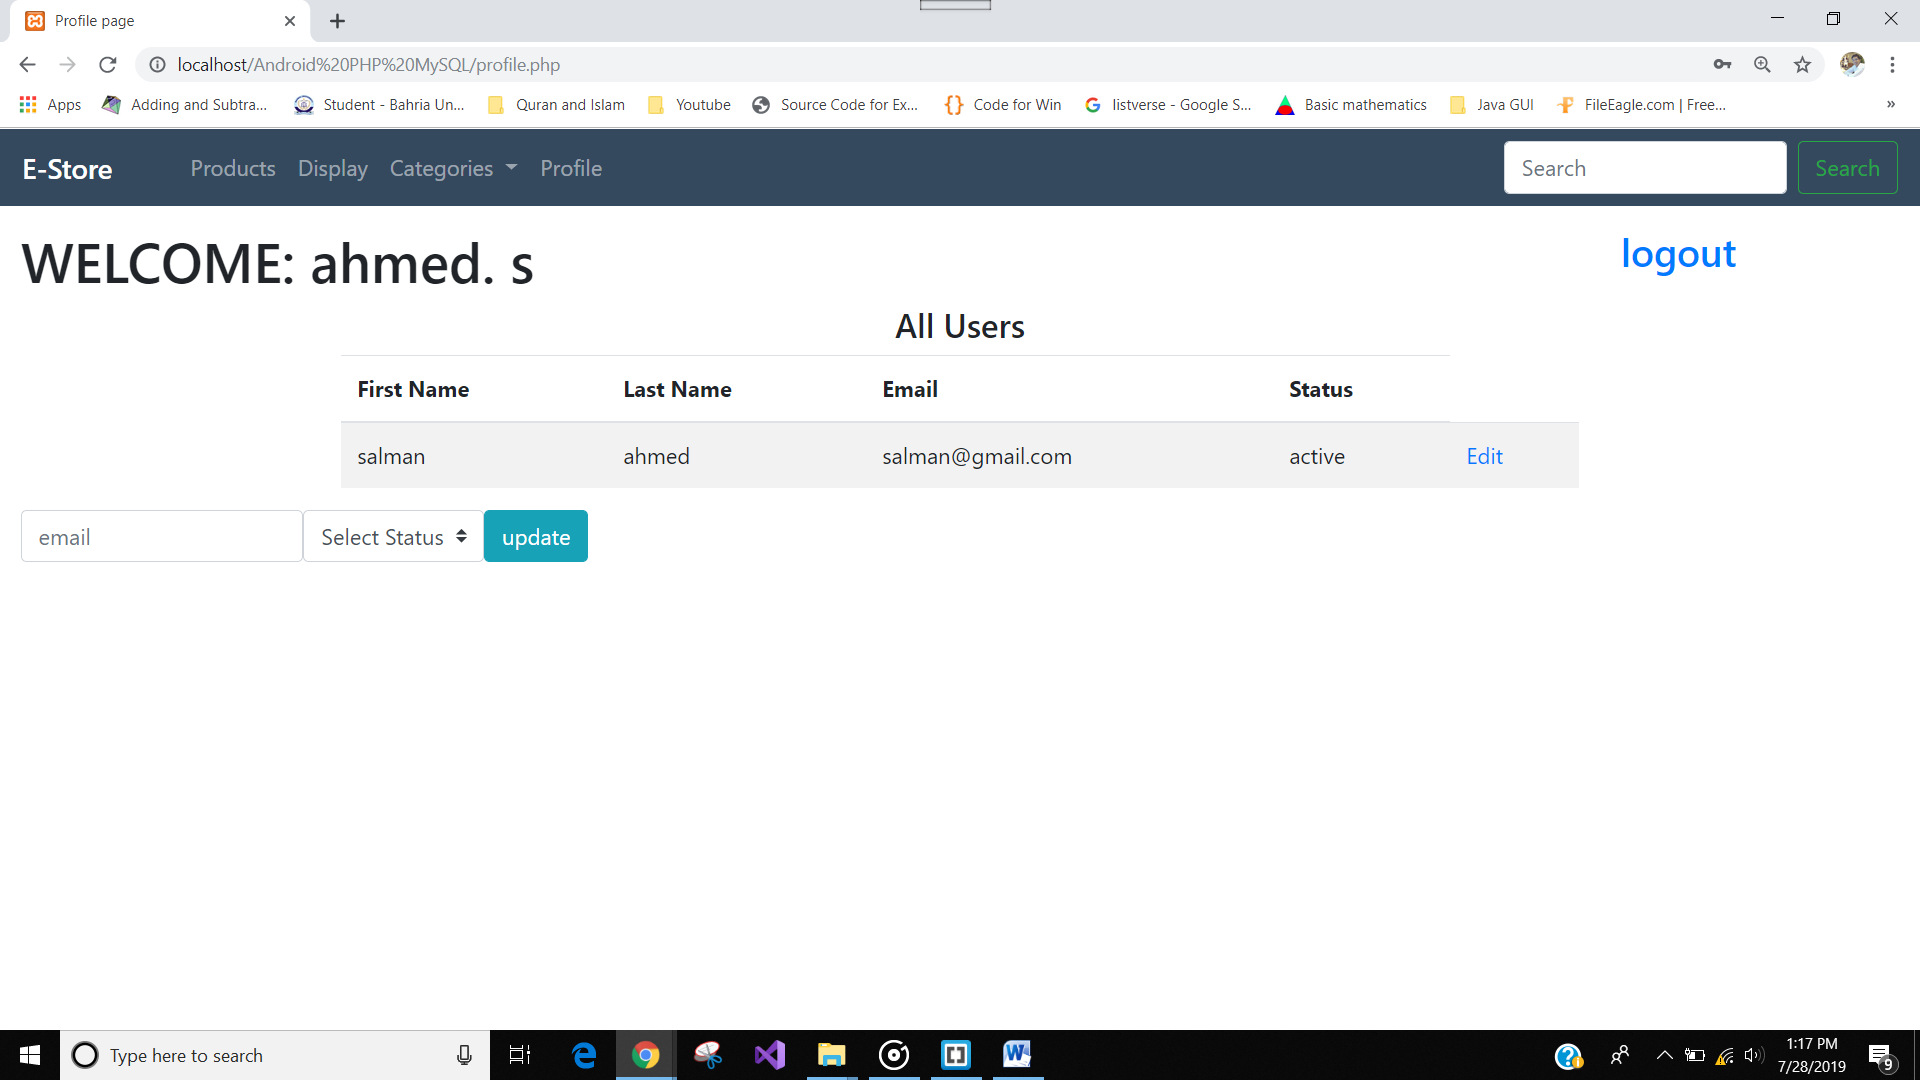 Profile page
localhost/Android%20PHP%20MySQL/profile.php
Apps Adding and Subtra... Student - Bahria Un... Quran and Islam Youtube Source Code for Ex... Code for Win listverse - Google S... Basic mathematics Java GUI FileEagle.com | Free... »
E-Store Products Display Categories Profile Search Search
WELCOME: ahmed. s logout
All Users
First Name Last Name Email Status
salman ahmed salman@gmail.com active Edit
email Select Status update
Type here to search
1:17 PM
7/28/2019
9